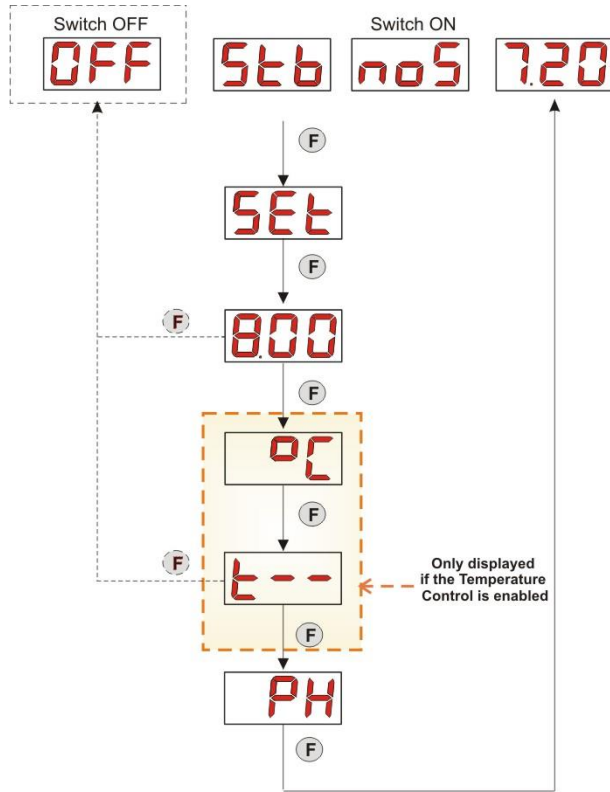 Switch OFF
Switch ON
OFF
Stb
noS
7.20
F
SEt
F
F
8.00
F
ºC
F
F
t--
Only displayed
if the Temperature
Control is enabled
F
PH
F